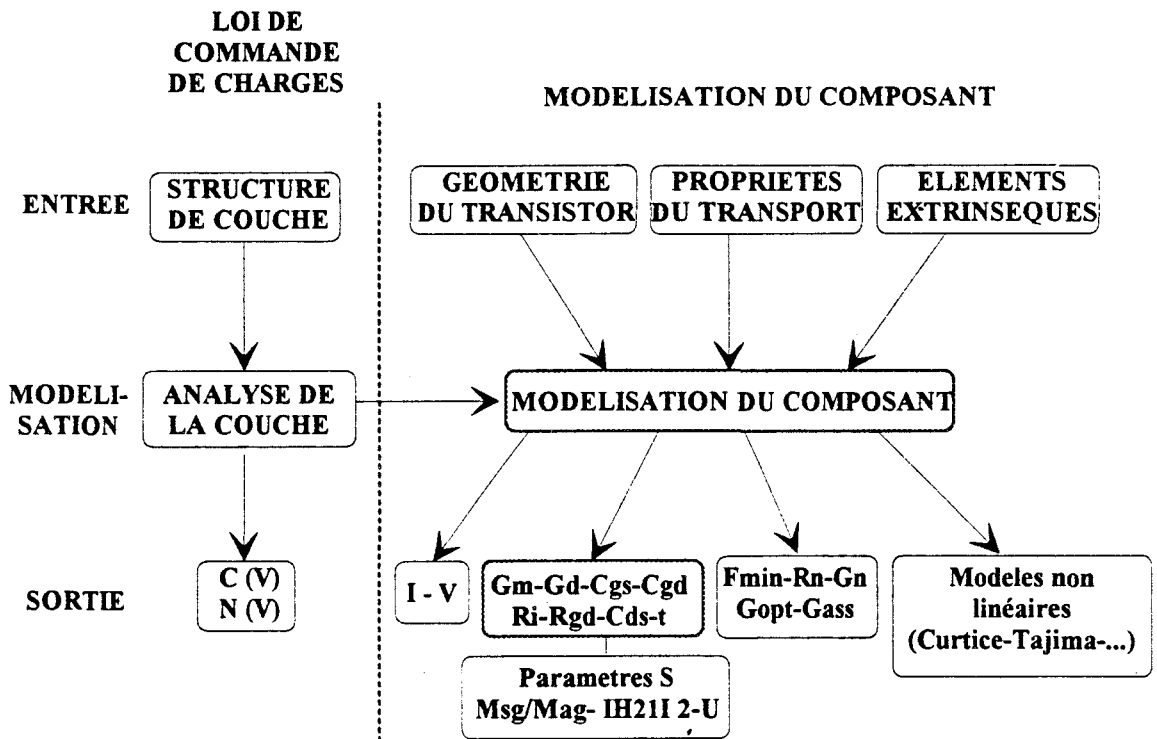 LOI DE
COMMANDE
DE CHARGES
MODELISATION DU COMPOSANT
ENTREE
STRUCTURE
DE COUCHE
GEOMETRIE
DU TRANSISTOR
PROPRIETES
DU TRANSPORT
ELEMENTS
EXTRINSEQUES
MODELI-
SATION
ANALYSE DE
LA COUCHE
MODELISATION DU COMPOSANT
SORTIE
C (V)
N (V)
I - V
Gm-Gd-Cgs-Cgd
Ri-Rgd-Cds-t
Fmin-Rn-Gn
Gopt-Gass
Modeles non
linéaires
(Curtice-Tajima-...)
Parametres S
Msg/Mag- IH21I 2-U